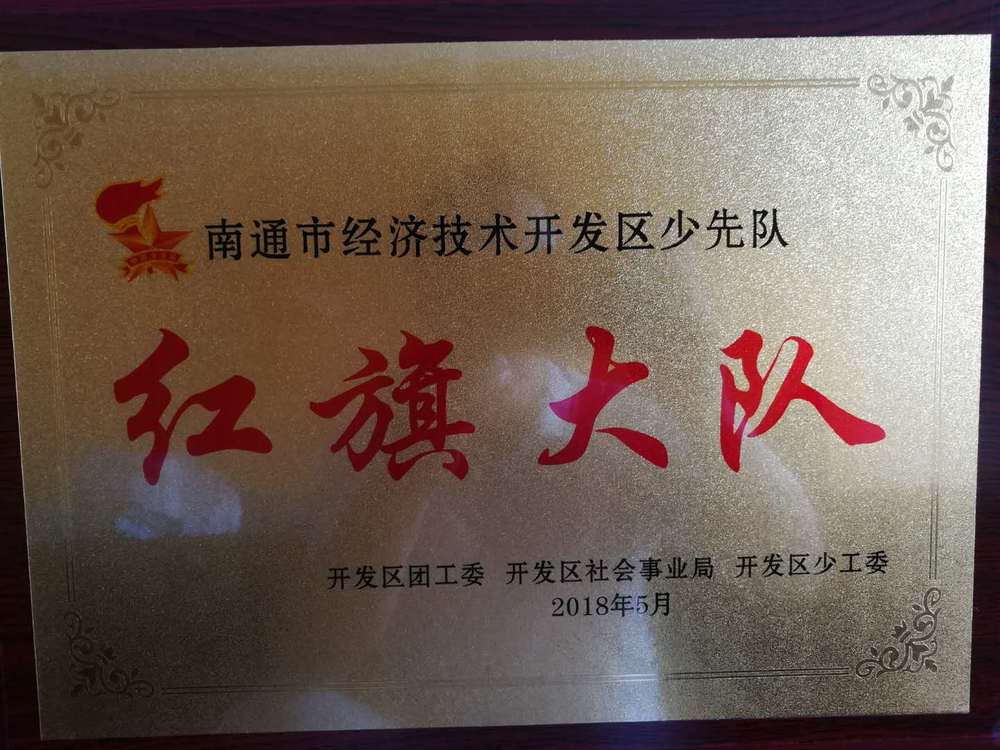 南通市经济技术开发区少先队
红旗大队
开发区团工委 开发区社会事业局 开发区少工委
2018年5月